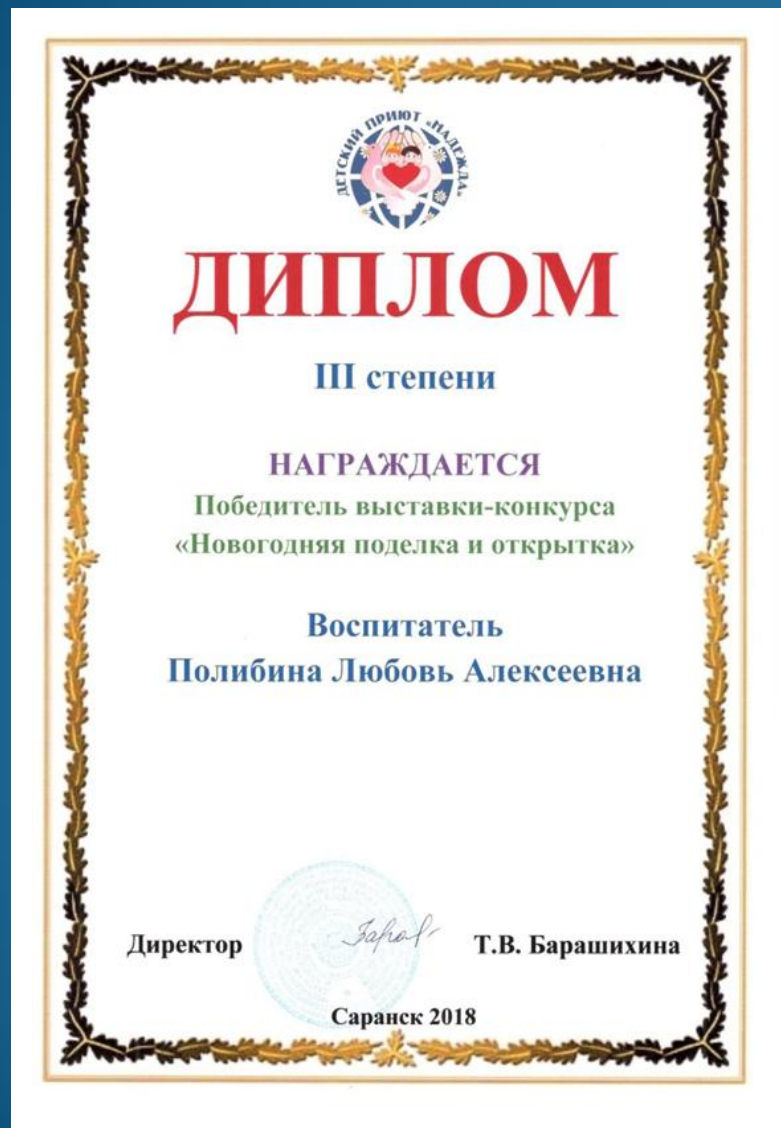 ДЕТСКИЙ ПРИЮТ «НАДЕЖДА»
ДИПЛОМ
III степени
НАГРАЖДАЕТСЯ
Победитель выставки-конкурса
«Новогодняя поделка и открытка»
Воспитатель
Полибина Любовь Алексеевна
Директор Т.В. Барашихина
Саранск 2018